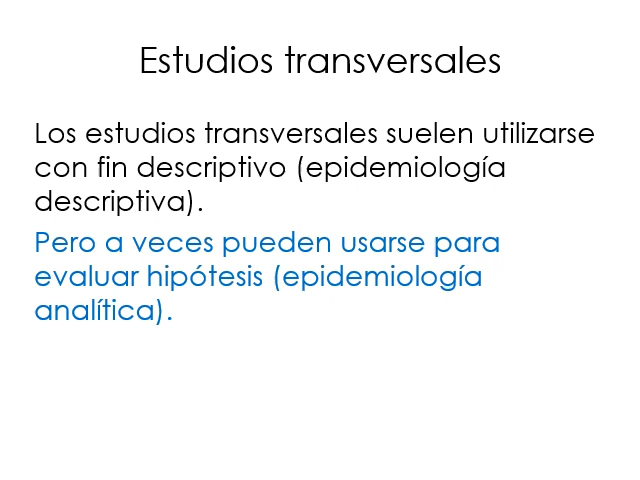 Estudios transversales
Los estudios transversales suelen utilizarse
con fin descriptivo (epidemiología
descriptiva).
Pero a veces pueden usarse para
evaluar hipótesis (epidemiología
analítica).